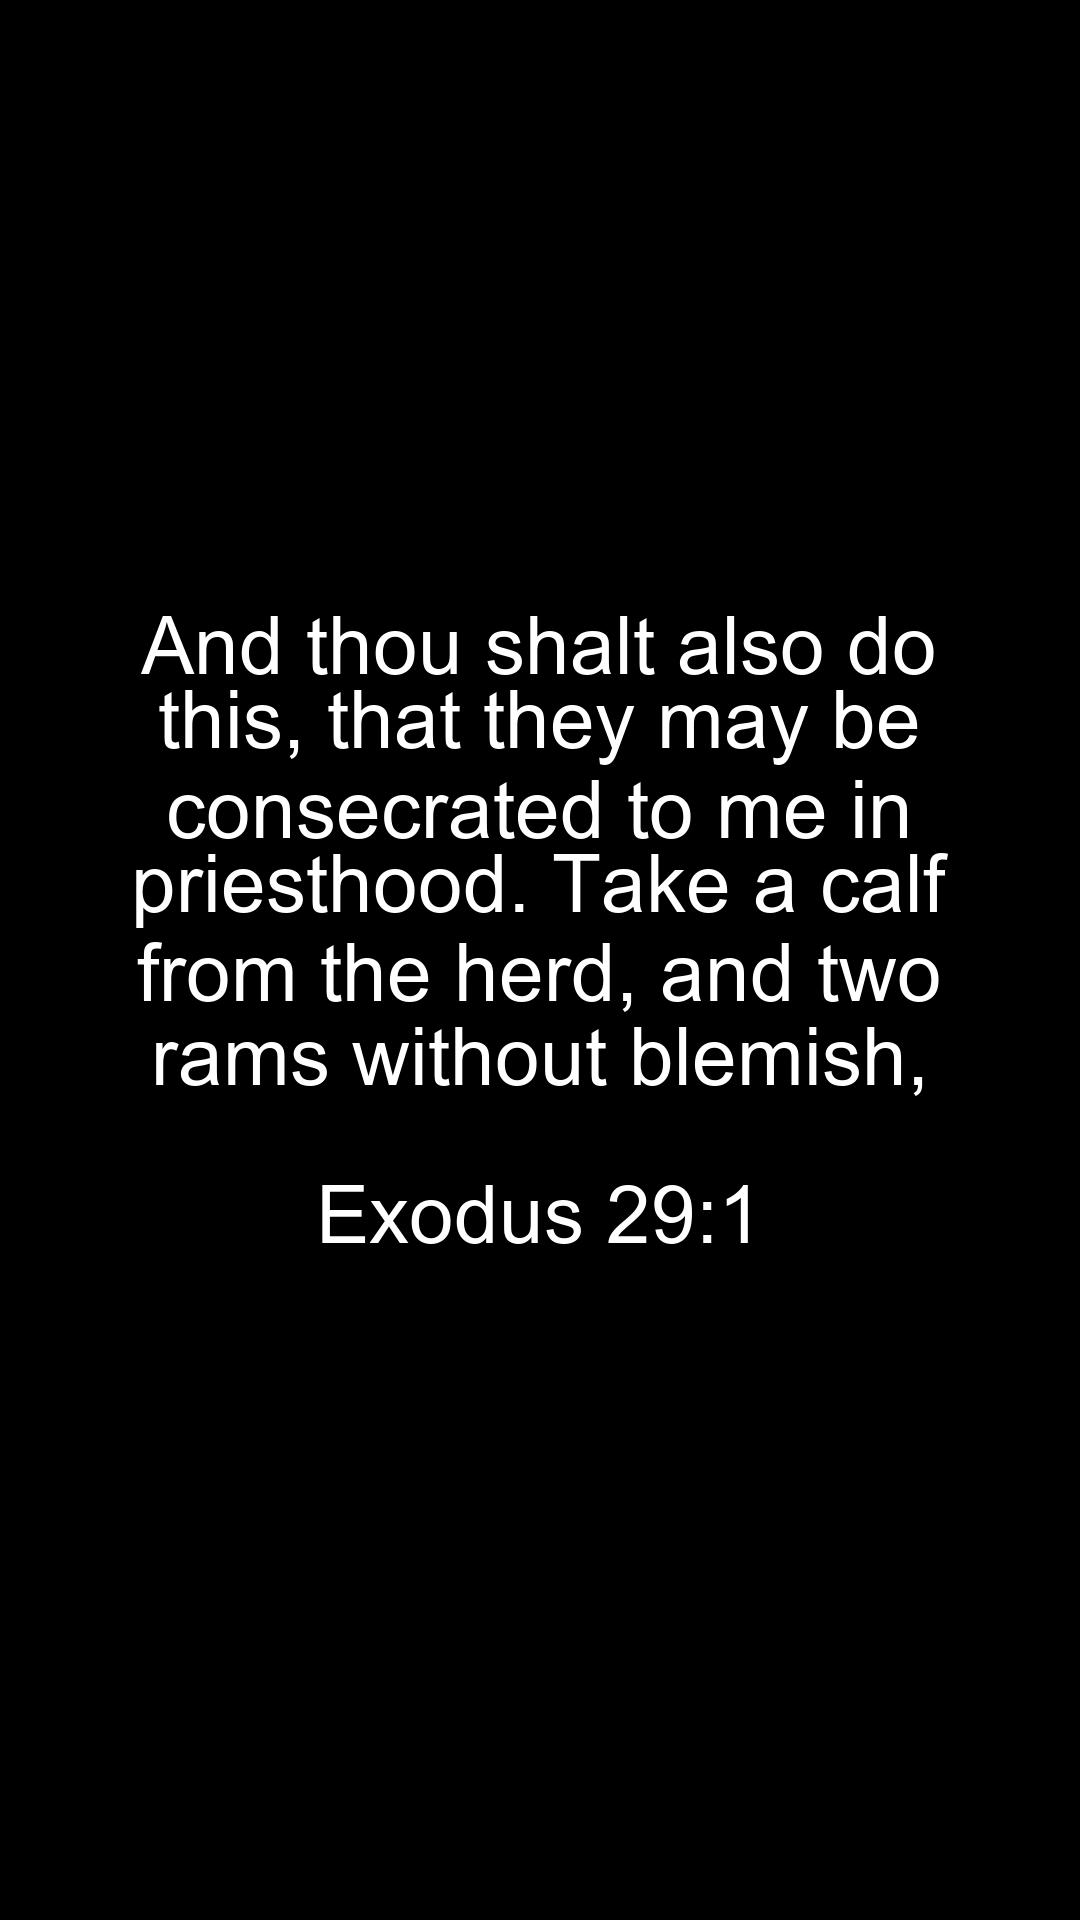 And thou shalt also do
this, that they may be
consecrated to me in
priesthood. Take a calf
from the herd, and two
rams without blemish,
Exodus 29:1